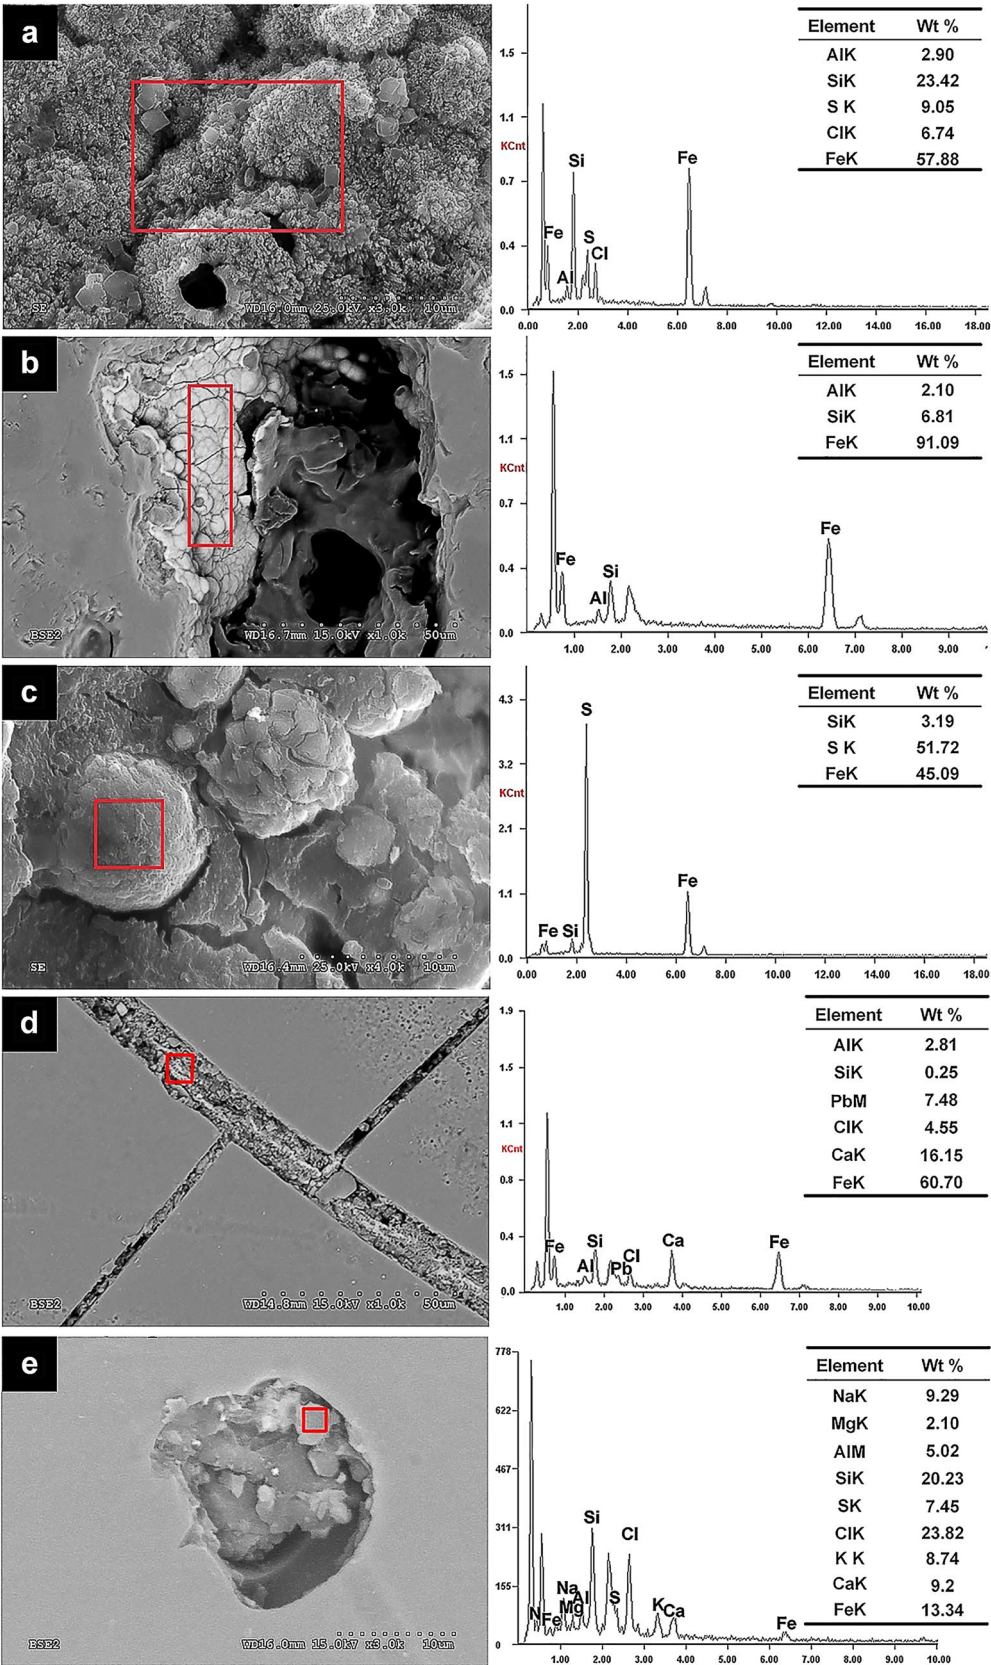 a
SE
WD16.0mm 25.0kV x3.0k 10um
Element Wt %
AlK 2.90
SiK 23.42
S K 9.05
ClK 6.74
FeK 57.88
1.5
1.1
KCnt
0.7
0.4
0.0
Fe
Al
Si
S
Cl
Fe
0.00 2.00 4.00 6.00 10.00 12.00 14.00 18.00
b
BSE2
WD16.7mm 15.0kV x1.0k 50um
Element Wt %
AlK 2.10
SiK 6.81
FeK 91.09
1.5
1.1
KCnt
0.7
0.4
0.0
Fe
Al
Si
Fe
1.00 2.00 3.00 4.00 5.00 6.00 7.00 9.00
c
SE
WD16.4mm 25.0kV x4.0k 10um
Element Wt %
SiK 3.19
S K 51.72
FeK 45.09
4.3
3.2
KCnt
2.1
1.1
0.0
Fe
Si
S
Fe
0.00 2.00 4.00 6.00 10.00 12.00 14.00 18.00
d
BSE2
WD14.8mm 15.0kV x1.0k 50um
Element Wt %
AlK 2.81
SiK 0.25
PbM 7.48
ClK 4.55
CaK 16.15
FeK 60.70
1.9
1.5
1.1
KCnt
0.8
0.4
0.0
Fe
Al
Si
Pb
Cl
Ca
Fe
1.00 2.00 3.00 4.00 5.00 6.00 7.00 8.00 9.00 10.00
e
BSE2
WD16.0mm 15.0kV x3.0k 10um
Element Wt %
NaK 9.29
MgK 2.10
AlM 5.02
SiK 20.23
SK 7.45
ClK 23.82
K K 8.74
CaK 9.2
FeK 13.34
778
622
467
311
155
0
N
Fe
Na
Mg
Al
Si
S
Cl
K
Ca
Fe
1.00 2.00 3.00 4.00 5.00 6.00 7.00 8.00 9.00 10.00